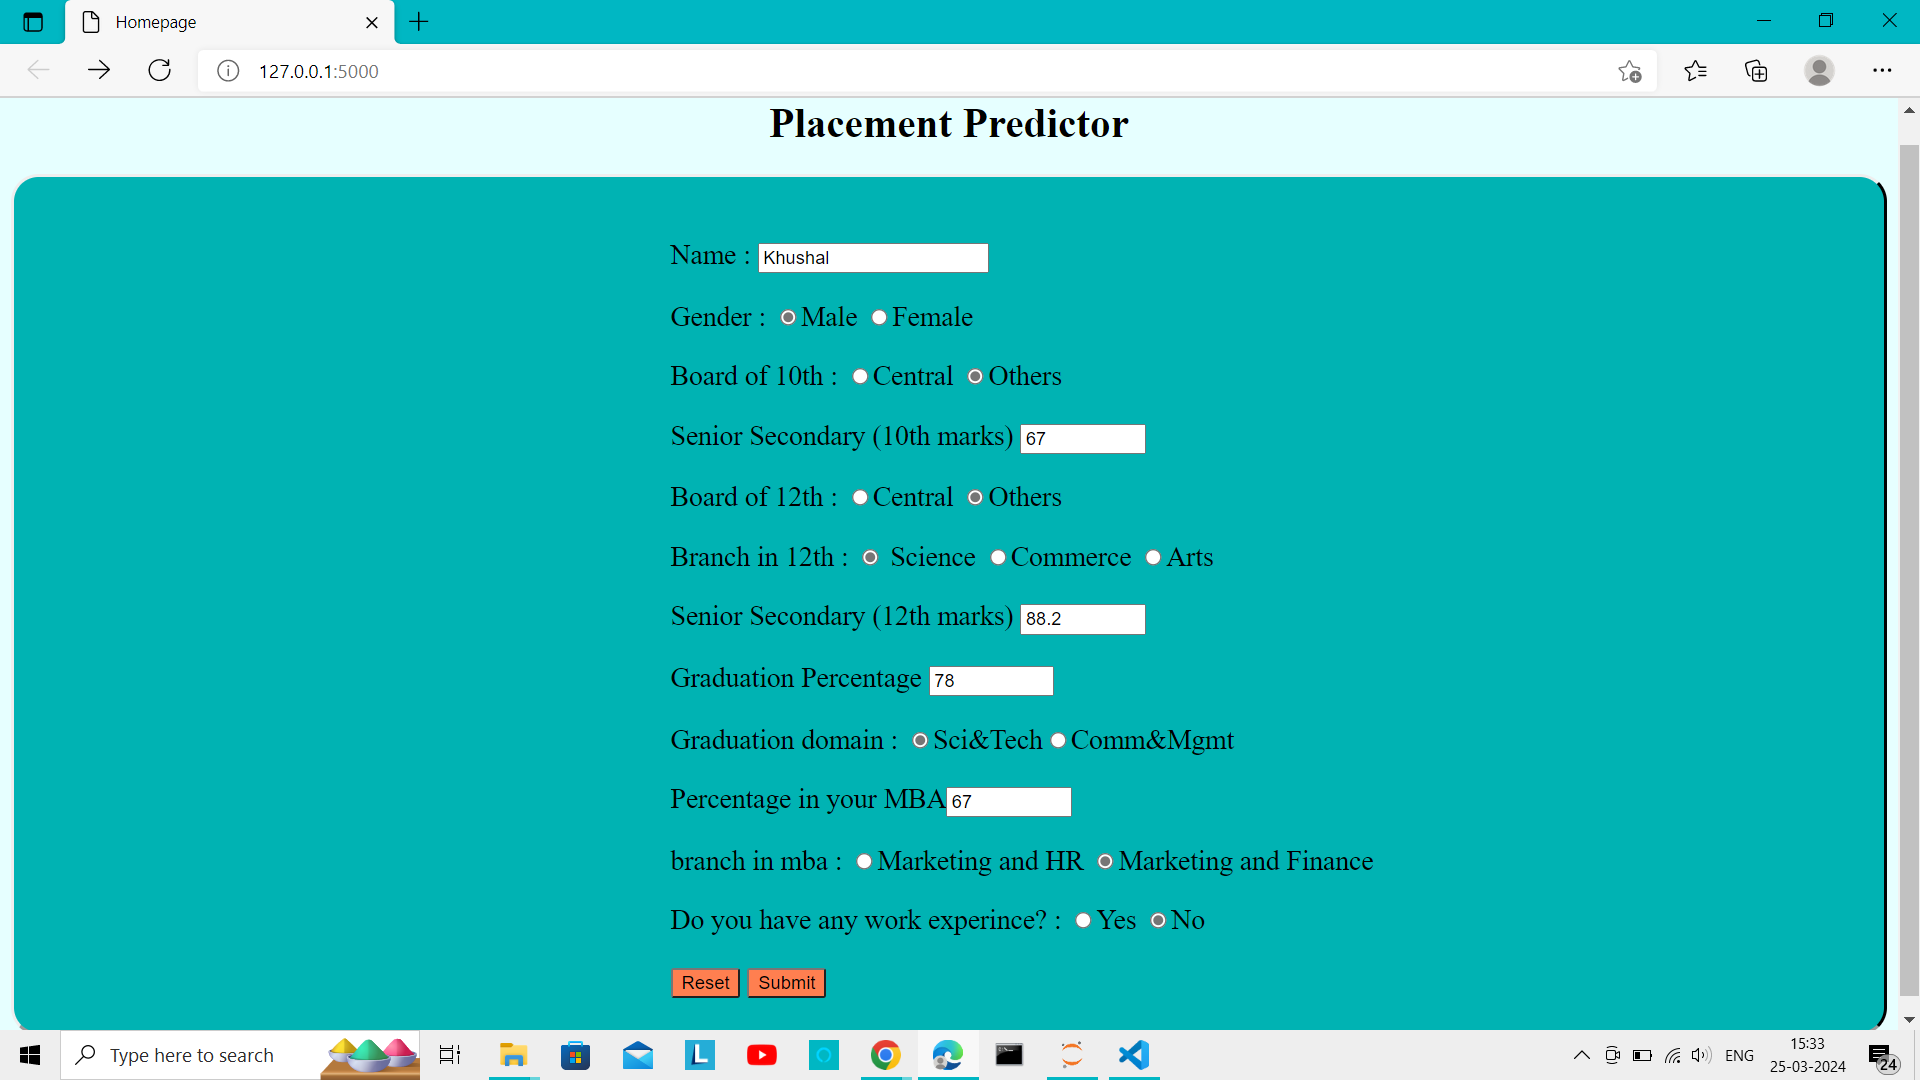 Homepage
127.0.0.1:5000
Placement Predictor
Name : Khushal
Gender : Male Female
Board of 10th : Central Others
Senior Secondary (10th marks) 67
Board of 12th : Central Others
Branch in 12th : Science Commerce Arts
Senior Secondary (12th marks) 88.2
Graduation Percentage 78
Graduation domain : Sci&Tech Comm&Mgmt
Percentage in your MBA 67
branch in mba : Marketing and HR Marketing and Finance
Do you have any work experince? : Yes No
Reset Submit
Type here to search
L
ENG
15:33
25-03-2024
24